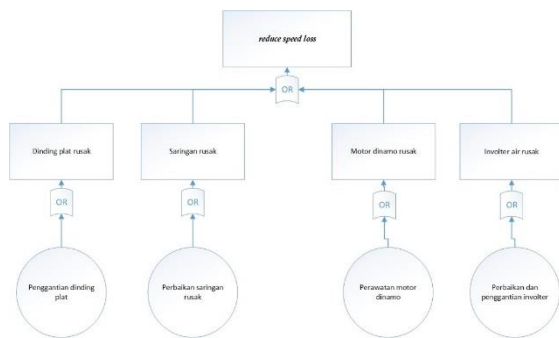 reduce speed loss
OR
Dinding plat rusak
Saringan rusak
Motor dinamo rusak
Involter air rusak
OR
OR
OR
OR
Penggantian dinding
plat
Perbaikan saringan
rusak
Perawatan motor
dinamo
Perbaikan dan
penggantian involter